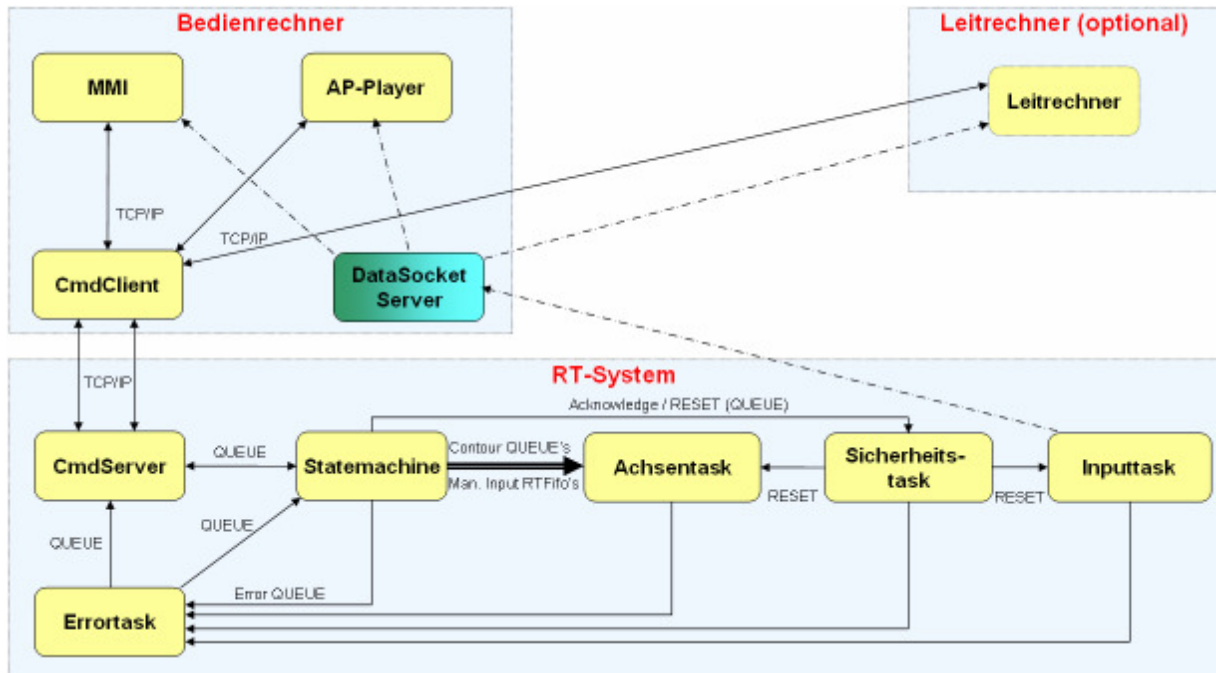 Bedienrechner
Leitrechner (optional)
MMI
AP-Player
Leitrechner
TCP/IP
TCP/IP
CmdClient
DataSocket
Server
RT-System
TCP/IP
Acknowledge / RESET (QUEUE)
CmdServer
QUEUE
Statemachine
Contour QUEUE's
Man. Input RTFifo's
Achsentask
Sicherheits-
task
Inputtask
RESET
RESET
QUEUE
QUEUE
Error QUEUE
Errortask